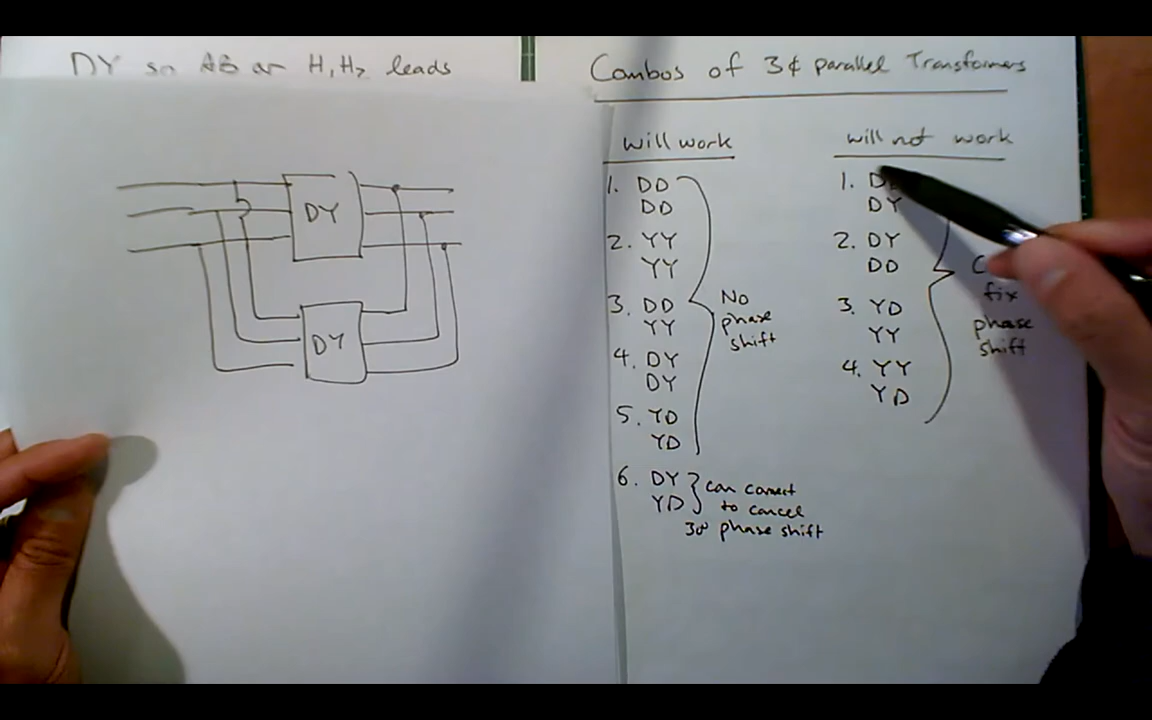 DY so AB or H₁H₂ leads
DY
DY
Combos of 3¢ parallel Transformers
will work
1. DD
DD
2. YY
YY
3. DD
YY
4. DY
DY
5. YD
YD
No
phase
shift
6. DY
YD
can connect
to cancel
30° phase shift
will not work
1.
DY
2. DY
DD
3. YD
YY
4. YY
YD
fix
phase
shift